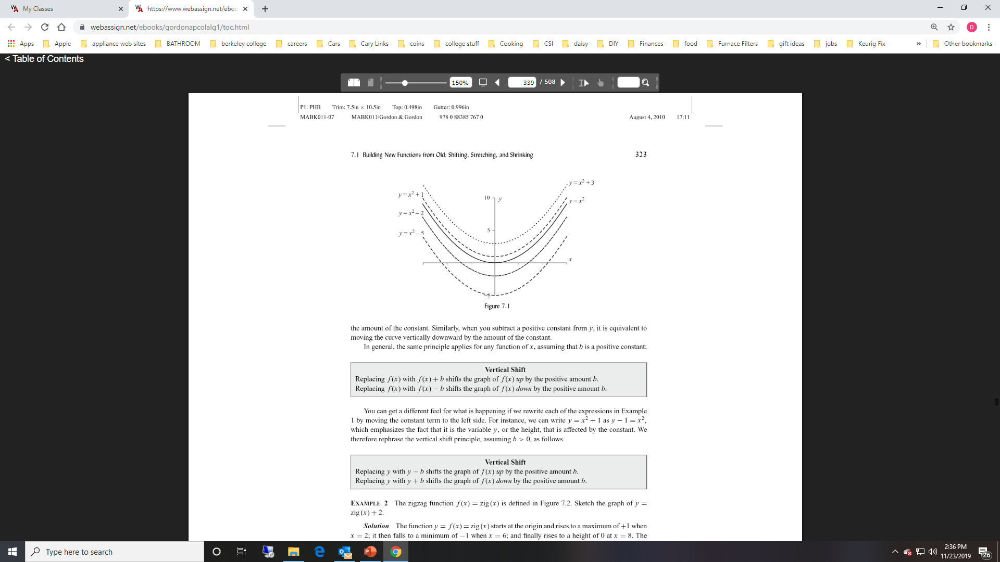 My Classes
https://www.webassign.net/eboo
webassign.net/ebooks/gordonapcolalg1/toc.html
D
Apps Apple appliance web sites BATHROOM berkeley college careers Cars Cary Links coins college stuff Cooking CSI daisy DIY Finances food Furnace Filters gift ideas jobs Keurig Fix » Other bookmarks
< Table of Contents
150% 339 / 508
P1: PHB Trim: 7.5in × 10.5in Top: 0.498in Gutter: 0.996in
MABK011-07 MABK011/Gordon & Gordon 978 0 88385 767 0 August 4, 2010 17:11
7.1 Building New Functions from Old: Shifting, Stretching, and Shrinking 323
y = x² + 3
y = x² + 1
10 y
y = x²
y = x² – 2
5
y = x² – 5
x
–5
Figure 7.1
the amount of the constant. Similarly, when you subtract a positive constant from y, it is equivalent to
moving the curve vertically downward by the amount of the constant.
In general, the same principle applies for any function of x, assuming that b is a positive constant:
Vertical Shift
Replacing f(x) with f(x) + b shifts the graph of f(x) up by the positive amount b.
Replacing f(x) with f(x) − b shifts the graph of f(x) down by the positive amount b.
You can get a different feel for what is happening if we rewrite each of the expressions in Example
1 by moving the constant term to the left side. For instance, we can write y = x² + 1 as y − 1 = x²,
which emphasizes the fact that it is the variable y, or the height, that is affected by the constant. We
therefore rephrase the vertical shift principle, assuming b > 0, as follows.
Vertical Shift
Replacing y with y − b shifts the graph of f(x) up by the positive amount b.
Replacing y with y + b shifts the graph of f(x) down by the positive amount b.
EXAMPLE 2 The zigzag function f(x) = zig(x) is defined in Figure 7.2. Sketch the graph of y =
zig(x) + 2.
Solution The function y = f(x) = zig(x) starts at the origin and rises to a maximum of +1 when
x = 2; it then falls to a minimum of −1 when x = 6; and finally rises to a height of 0 at x = 8. The
Type here to search
2:36 PM
11/23/2019
26